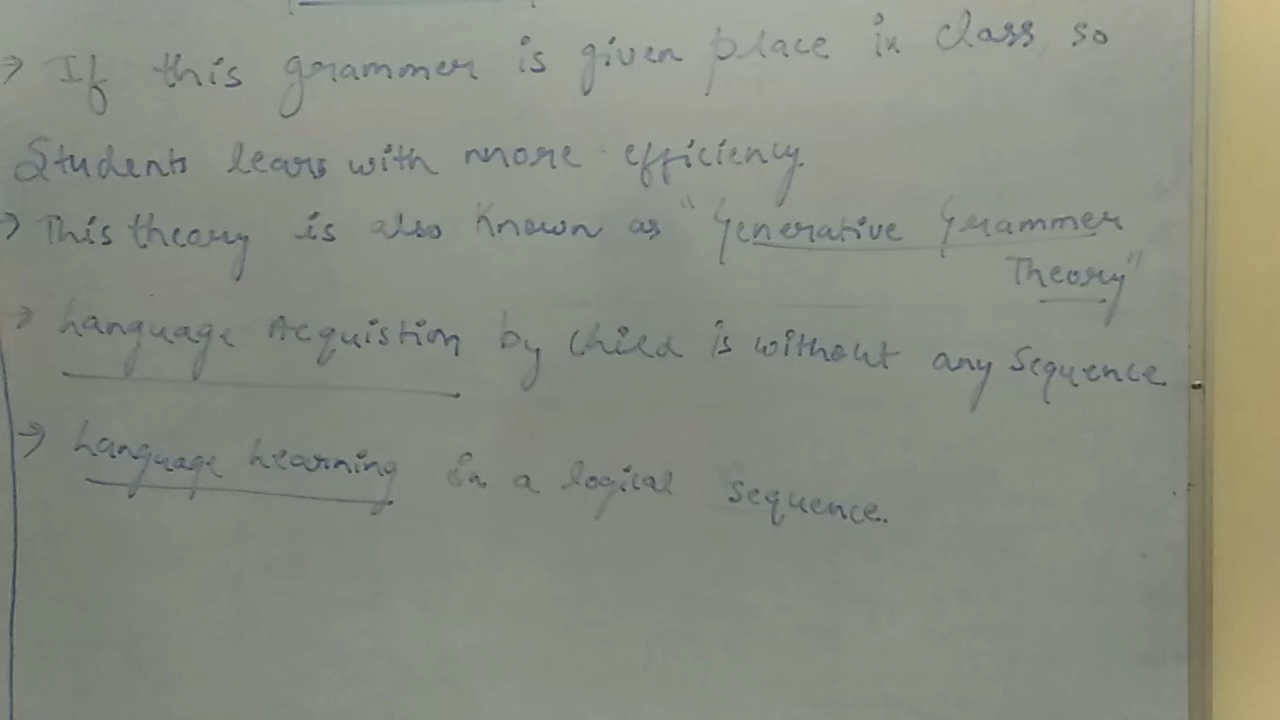 → If this grammer is given place in class so
Students learn with more efficiency.
→ This theory is also Known as "Generative Grammer
Theory"
→ Language Acquistion by child is without any Sequence
→ Language Learning in a logical sequence.